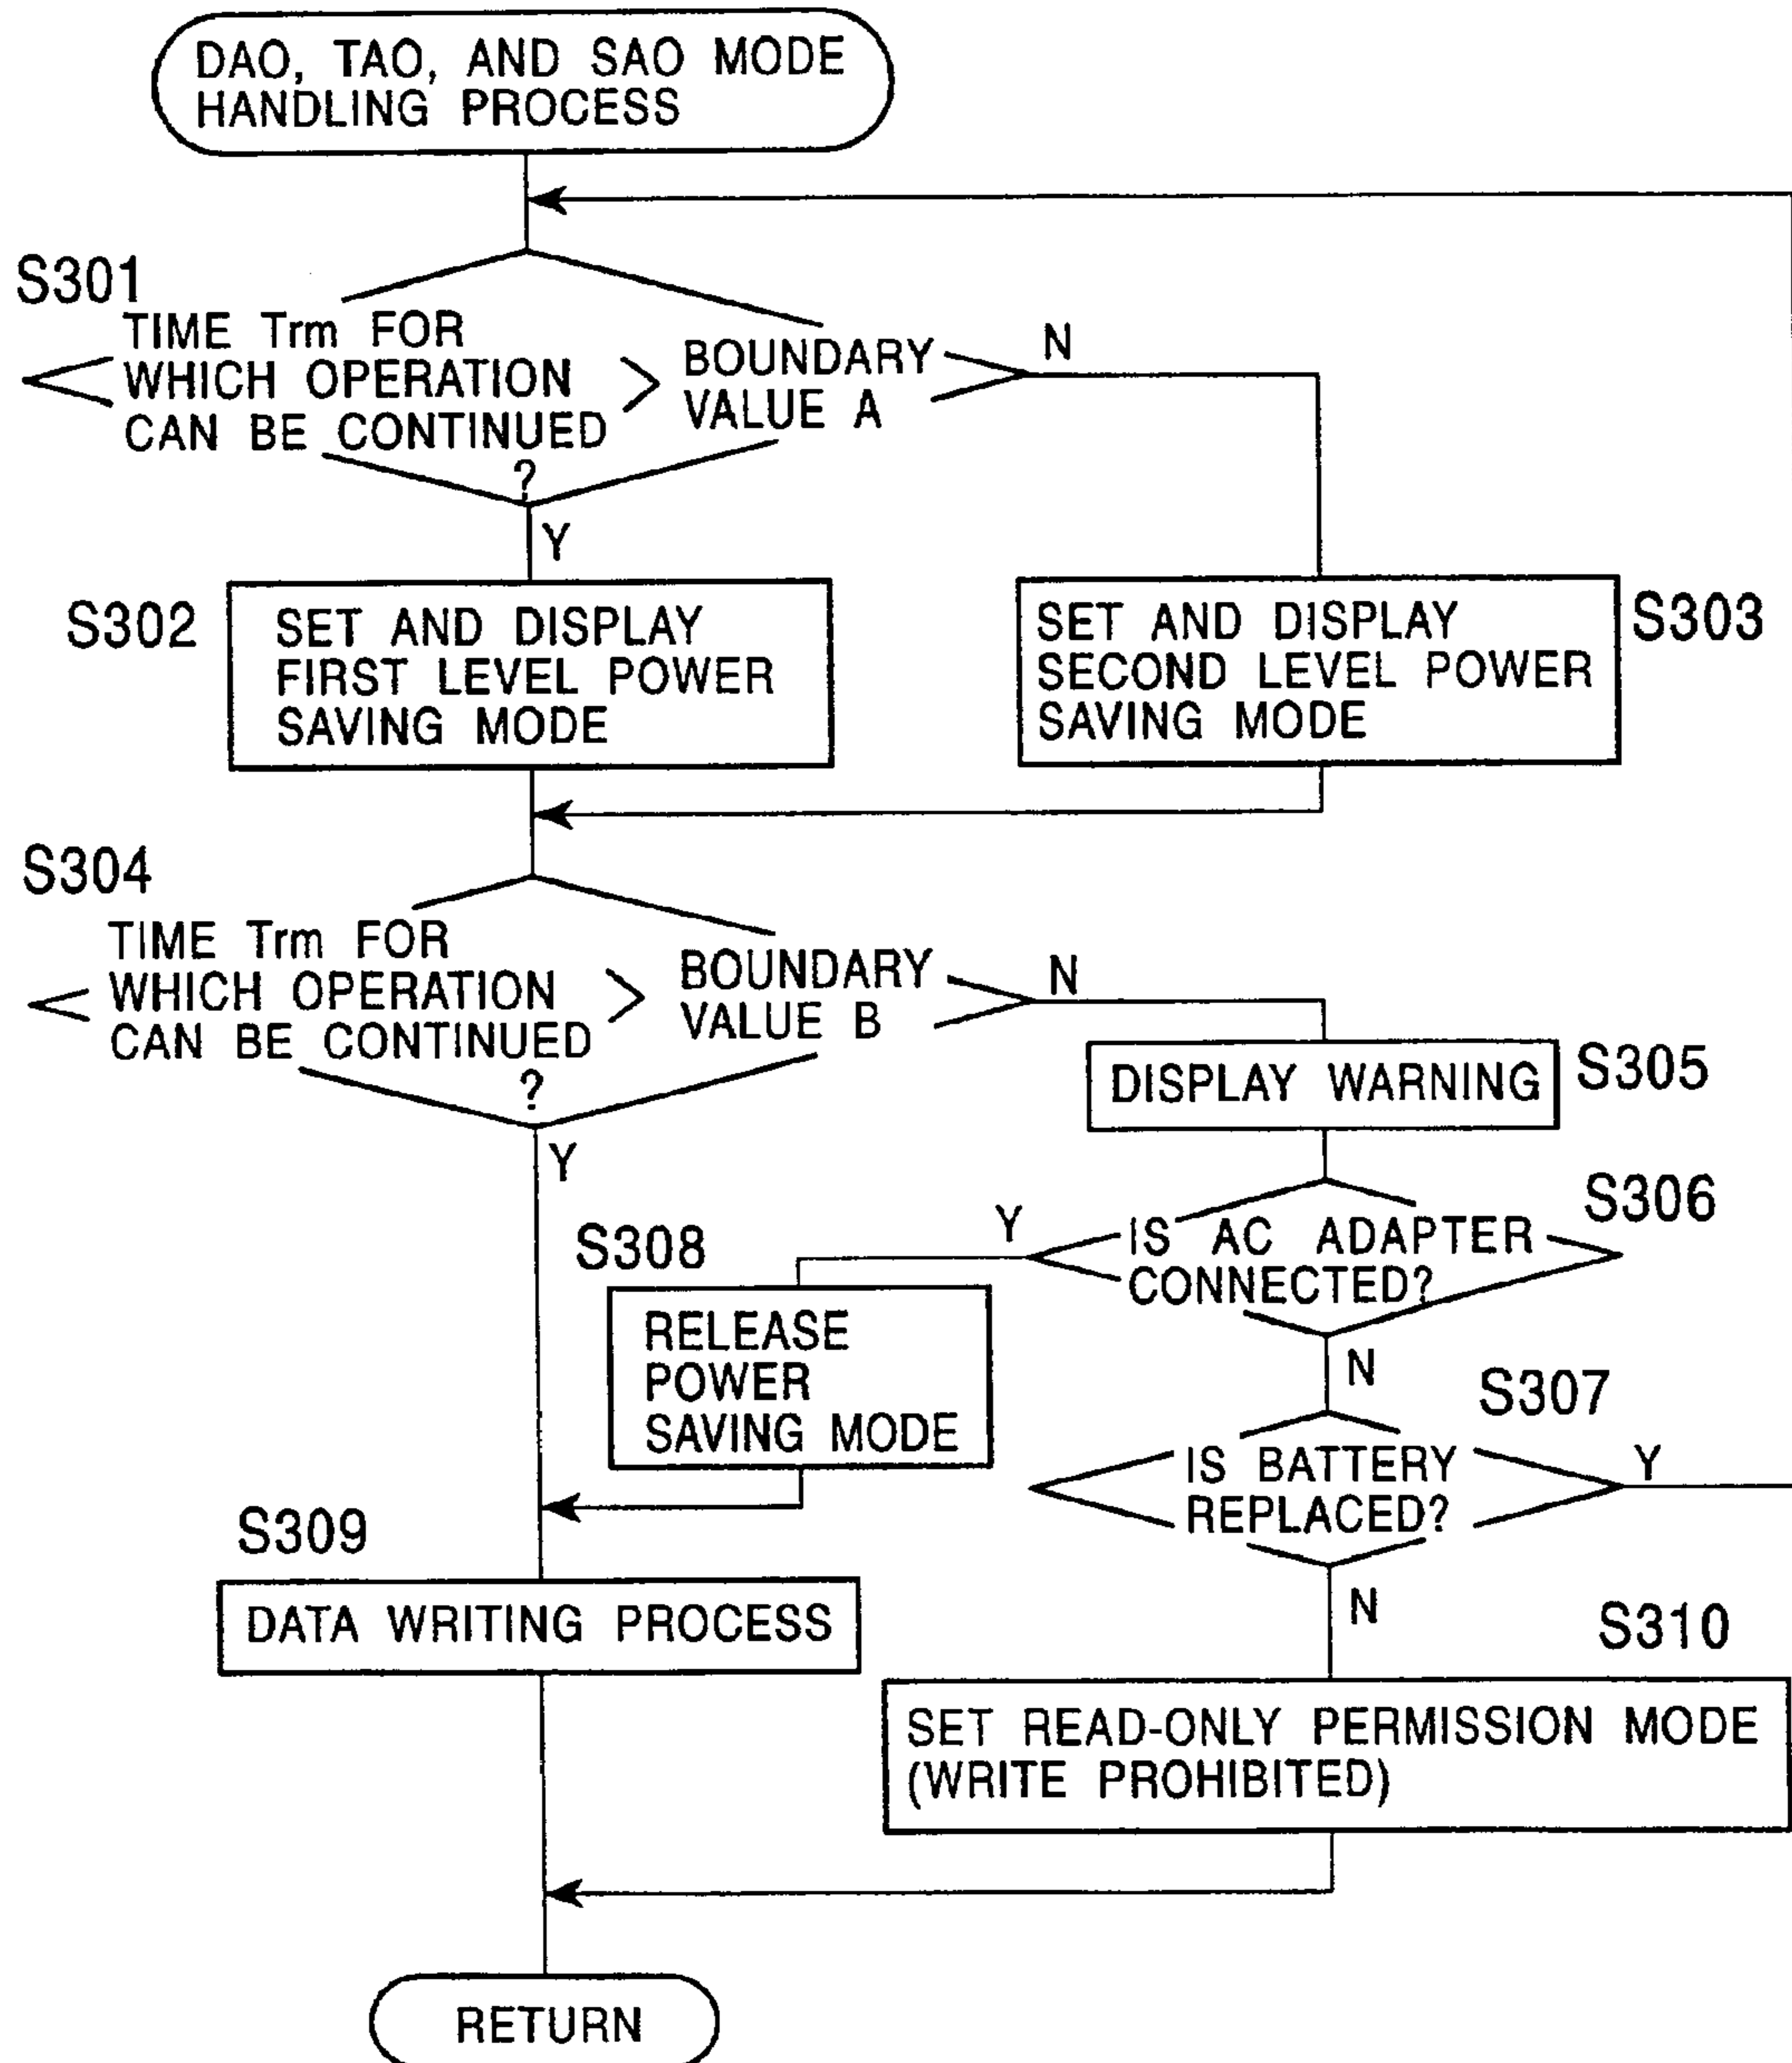 DAO, TAO, AND SAO MODE
HANDLING PROCESS
S301
TIME Trm FOR
WHICH OPERATION
CAN BE CONTINUED
>
BOUNDARY
VALUE A
?
N
Y
S302
SET AND DISPLAY
FIRST LEVEL POWER
SAVING MODE
SET AND DISPLAY
SECOND LEVEL POWER
SAVING MODE
S303
S304
TIME Trm FOR
WHICH OPERATION
CAN BE CONTINUED
>
BOUNDARY
VALUE B
?
N
Y
DISPLAY WARNING
S305
S306
IS AC ADAPTER
CONNECTED?
Y
N
S308
RELEASE
POWER
SAVING MODE
S307
IS BATTERY
REPLACED?
Y
N
S309
DATA WRITING PROCESS
S310
SET READ-ONLY PERMISSION MODE
(WRITE PROHIBITED)
RETURN